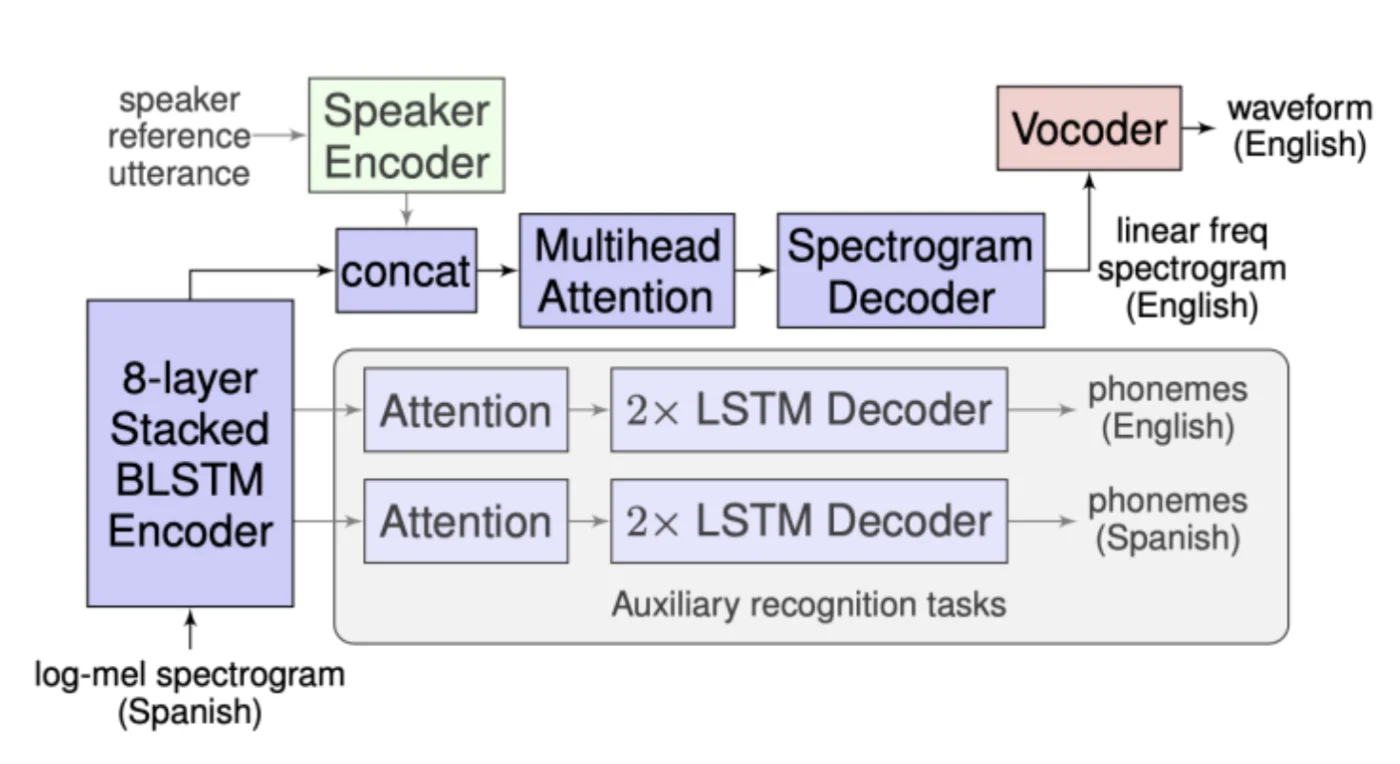 speaker
reference
utterance
Speaker
Encoder
Vocoder
waveform
(English)
concat
Multihead
Attention
Spectrogram
Decoder
linear freq
spectrogram
(English)
8-layer
Stacked
BLSTM
Encoder
Attention
2× LSTM Decoder
phonemes
(English)
Attention
2× LSTM Decoder
phonemes
(Spanish)
Auxiliary recognition tasks
log-mel spectrogram
(Spanish)